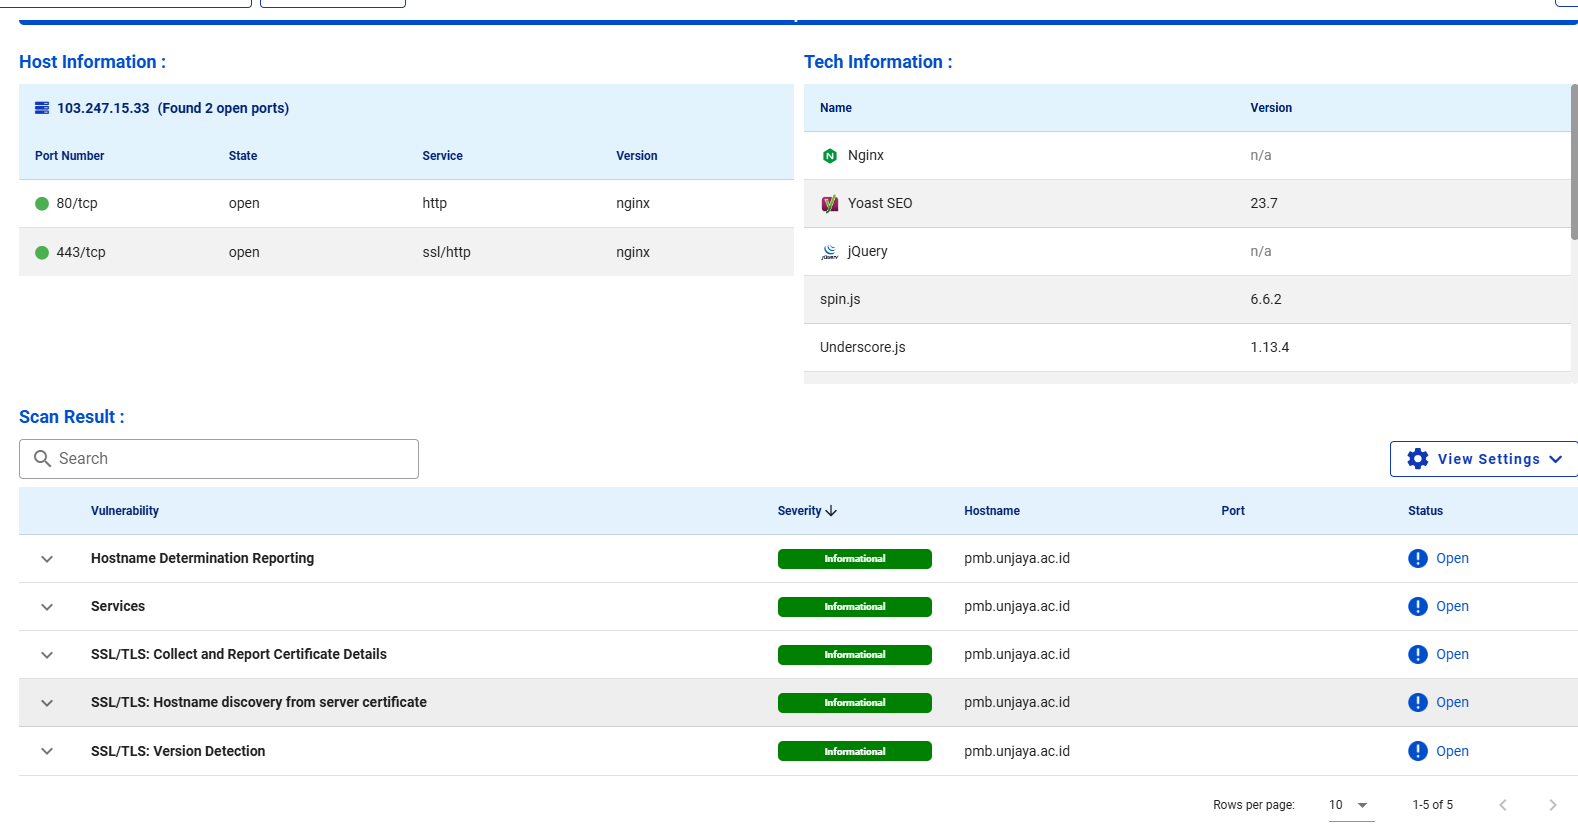 Host Information :
103.247.15.33 (Found 2 open ports)
Port Number State Service Version
80/tcp open http nginx
443/tcp open ssl/http nginx
Tech Information :
Name Version
Nginx n/a
Yoast SEO 23.7
jQuery n/a
spin.js 6.6.2
Underscore.js 1.13.4
Scan Result :
Search
View Settings
Vulnerability Severity Hostname Port Status
Hostname Determination Reporting Informational pmb.unjaya.ac.id Open
Services Informational pmb.unjaya.ac.id Open
SSL/TLS: Collect and Report Certificate Details Informational pmb.unjaya.ac.id Open
SSL/TLS: Hostname discovery from server certificate Informational pmb.unjaya.ac.id Open
SSL/TLS: Version Detection Informational pmb.unjaya.ac.id Open
Rows per page: 10 1-5 of 5